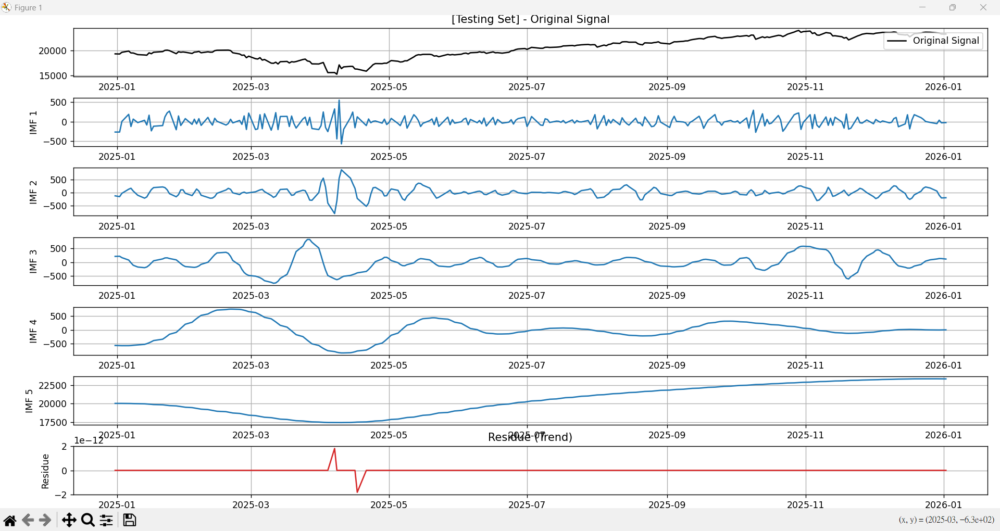 Figure 1
[Testing Set] - Original Signal
Original Signal
20000
15000
2025-01 2025-03 2025-05 2025-07 2025-09 2025-11 2026-01
IMF 1
500
0
−500
2025-01 2025-03 2025-05 2025-07 2025-09 2025-11 2026-01
IMF 2
500
0
−500
2025-01 2025-03 2025-05 2025-07 2025-09 2025-11 2026-01
IMF 3
500
0
−500
2025-01 2025-03 2025-05 2025-07 2025-09 2025-11 2026-01
IMF 4
500
0
−500
2025-01 2025-03 2025-05 2025-07 2025-09 2025-11 2026-01
IMF 5
22500
20000
17500
2025-01 2025-03 2025-05 2025-07 2025-09 2025-11 2026-01
1e−12
Residue (Trend)
Residue
2
0
−2
2025-01 2025-03 2025-05 2025-07 2025-09 2025-11 2026-01
(x, y) = (2025-03, −6.3e+02)